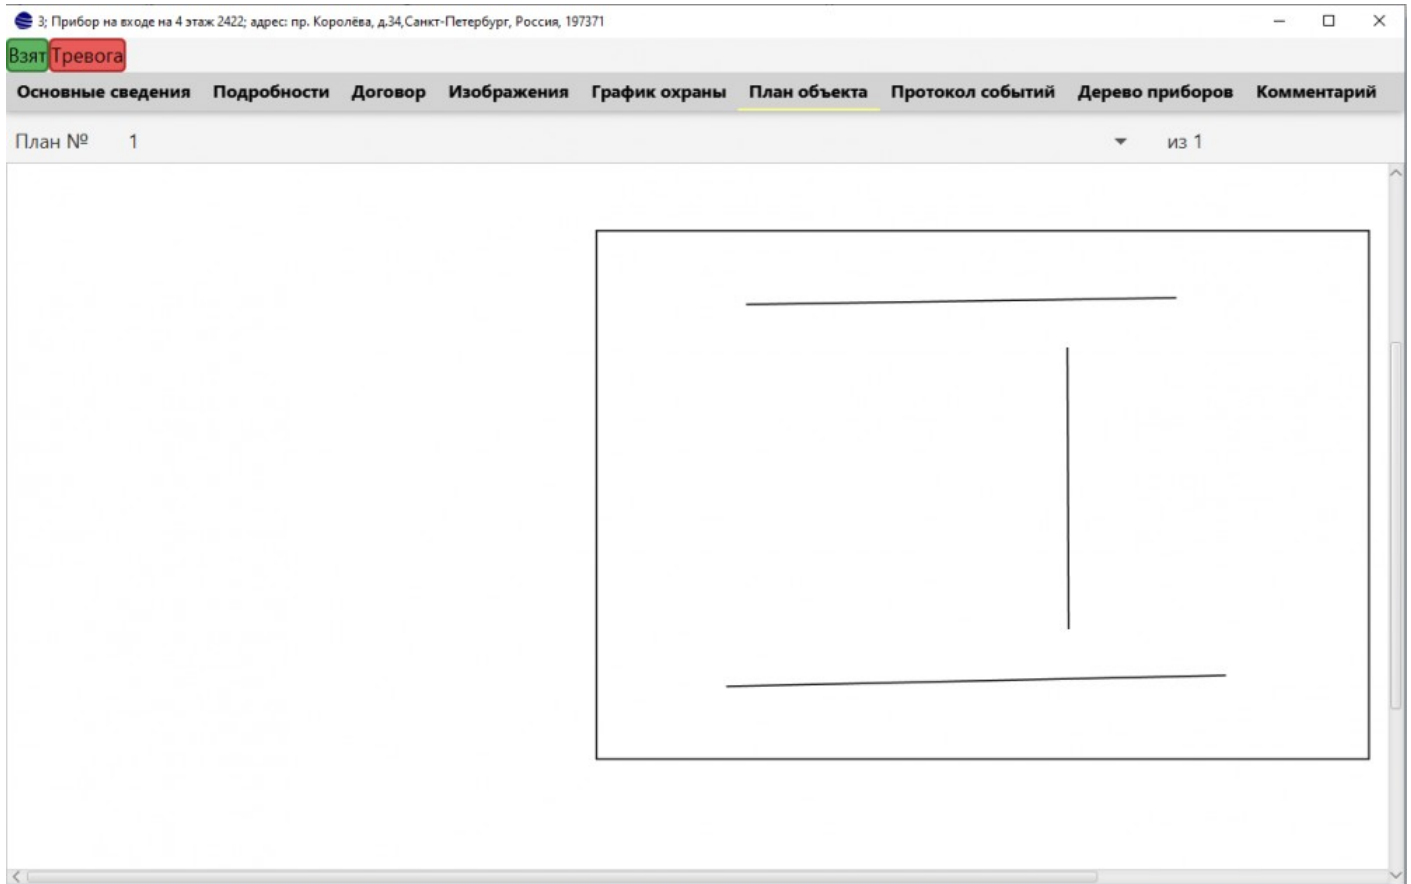 3; Прибор на входе на 4 этаж 2422; адрес: пр. Королёва, д.34,Санкт-Петербург, Россия, 197371
Взят Тревога
Основные сведения Подробности Договор Изображения График охраны План объекта Протокол событий Дерево приборов Комментарий
План № 1 из 1